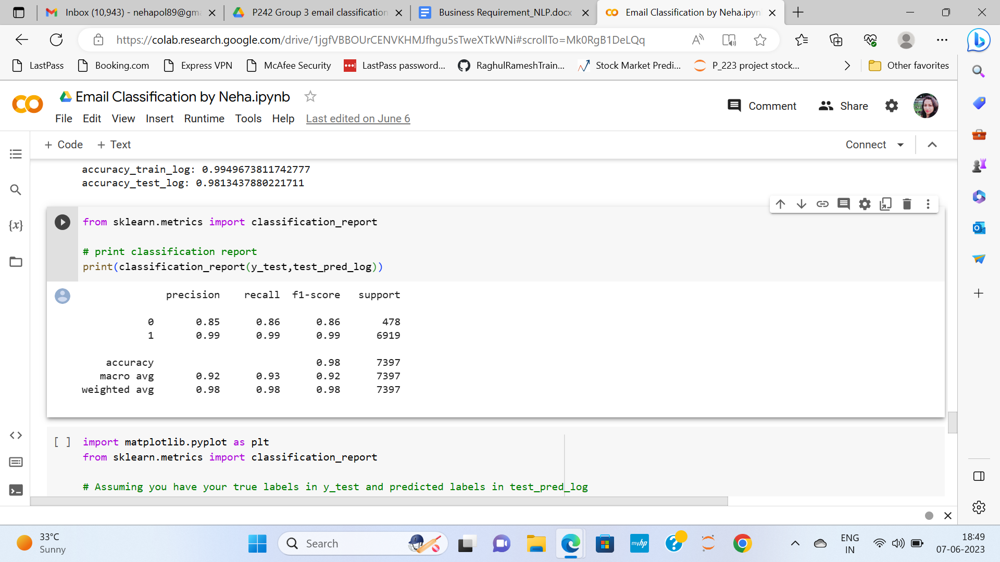 Inbox (10,943) - nehapol89@gma
P242 Group 3 email classification
Business Requirement_NLP.docx
Email Classification by Neha.ipyn
https://colab.research.google.com/drive/1jgfVBBOUrCENVKHMJfhgu5sTweXTkWNi#scrollTo=Mk0RgB1DeLQq
LastPass
Booking.com
Express VPN
McAfee Security
LastPass password...
RaghulRameshTrain...
Stock Market Predi...
P_223 project stock...
Other favorites
Email Classification by Neha.ipynb
Comment
Share
File Edit View Insert Runtime Tools Help Last edited on June 6
+ Code + Text
Connect
accuracy_train_log: 0.9949673811742777
accuracy_test_log: 0.9813437880221711
from sklearn.metrics import classification_report
# print classification report
print(classification_report(y_test,test_pred_log))
precision recall f1-score support
0 0.85 0.86 0.86 478
1 0.99 0.99 0.99 6919
accuracy 0.98 7397
macro avg 0.92 0.93 0.92 7397
weighted avg 0.98 0.98 0.98 7397
[ ] import matplotlib.pyplot as plt
from sklearn.metrics import classification_report
# Assuming you have your true labels in y_test and predicted labels in test_pred_log
33°C
Sunny
Search
myhp
ENG
IN
18:49
07-06-2023